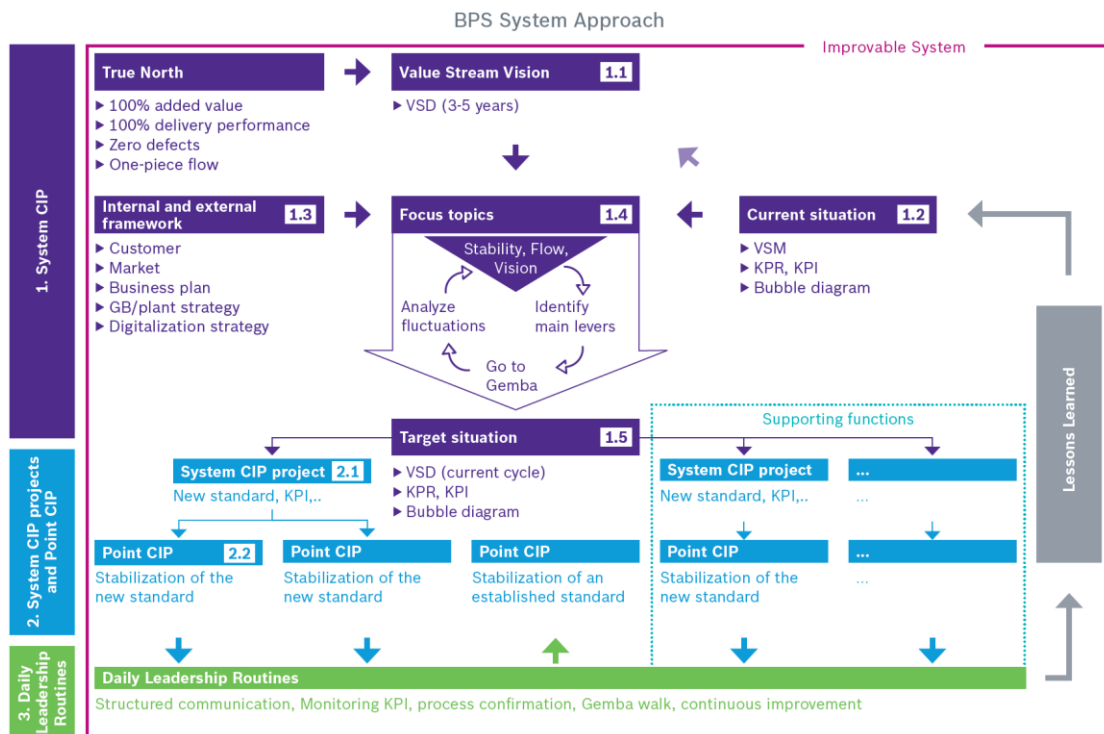 BPS System Approach
Improvable System
1. System CIP
True North
▶ 100% added value
▶ 100% delivery performance
▶ Zero defects
▶ One-piece flow
Value Stream Vision 1.1
▶ VSD (3-5 years)
Internal and external
framework 1.3
▶ Customer
▶ Market
▶ Business plan
▶ GB/plant strategy
▶ Digitalization strategy
Focus topics 1.4
Stability, Flow,
Vision
Analyze
fluctuations
Identify
main levers
Go to
Gemba
Current situation 1.2
▶ VSM
▶ KPR, KPI
▶ Bubble diagram
Lessons Learned
Target situation 1.5
▶ VSD (current cycle)
▶ KPR, KPI
▶ Bubble diagram
Supporting functions
2. System CIP projects
and Point CIP
System CIP project 2.1
New standard, KPI,..
System CIP project
New standard, KPI,..
...
...
Point CIP 2.2
Stabilization of the
new standard
Point CIP
Stabilization of the
new standard
Point CIP
Stabilization of an
established standard
Point CIP
Stabilization of the
new standard
...
...
3. Daily
Leadership
Routines
Daily Leadership Routines
Structured communication, Monitoring KPI, process confirmation, Gemba walk, continuous improvement